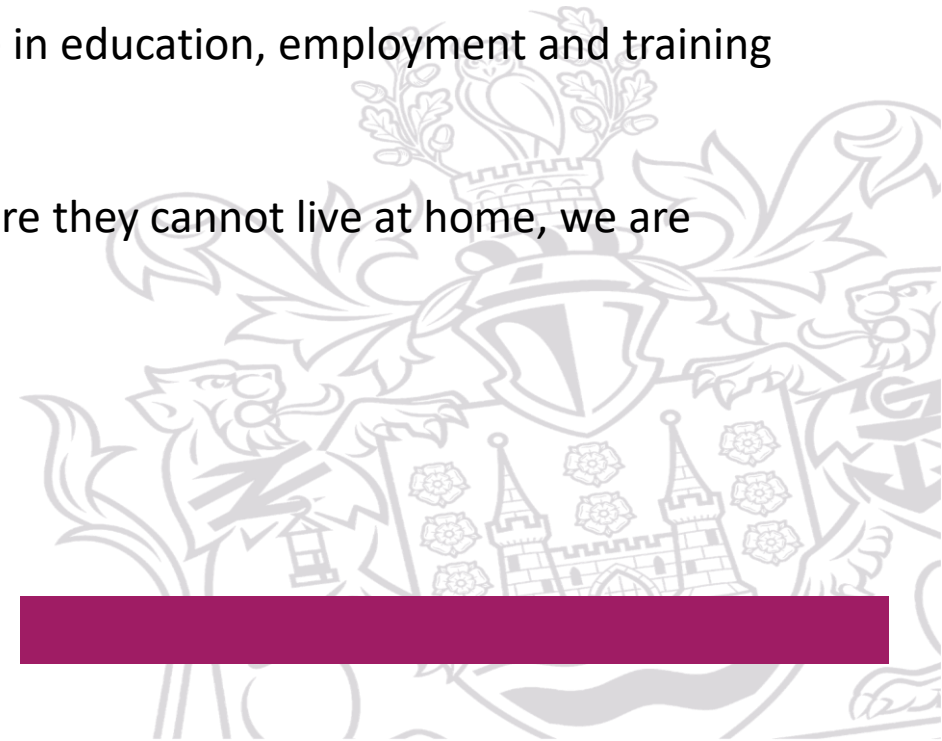 in education, employment and training
re they cannot live at home, we are